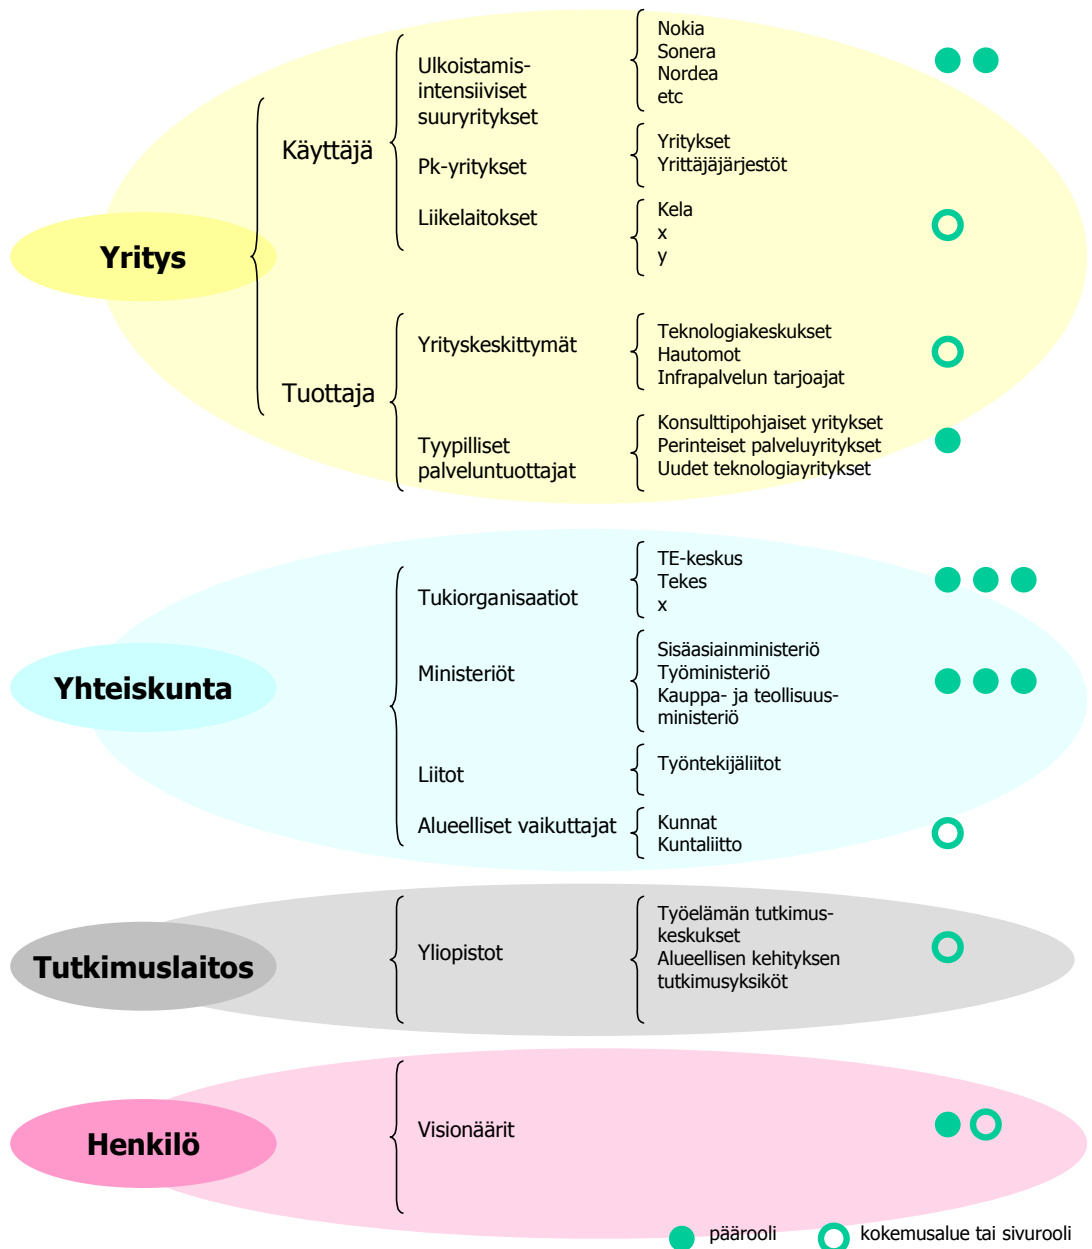 Yritys
Käyttäjä
Ulkoistamis-
intensiiviset
suuryritykset
Nokia
Sonera
Nordea
etc
Pk-yritykset
Yritykset
Yrittäjäjärjestöt
Liikelaitokset
Kela
x
y
Tuottaja
Yrityskeskittymät
Teknologiakeskukset
Hautomot
Infrapalvelun tarjoajat
Tyypilliset
palveluntuottajat
Konsulttipohjaiset yritykset
Perinteiset palveluyritykset
Uudet teknologiayritykset
Yhteiskunta
Tukiorganisaatiot
TE-keskus
Tekes
x
Ministeriöt
Sisäasiainministeriö
Työministeriö
Kauppa- ja teollisuus-
ministeriö
Liitot
Työntekijäliitot
Alueelliset vaikuttajat
Kunnat
Kuntaliitto
Tutkimuslaitos
Yliopistot
Työelämän tutkimus-
keskukset
Alueellisen kehityksen
tutkimusyksiköt
Henkilö
Visionäärit
päärooli
kokemusalue tai sivurooli